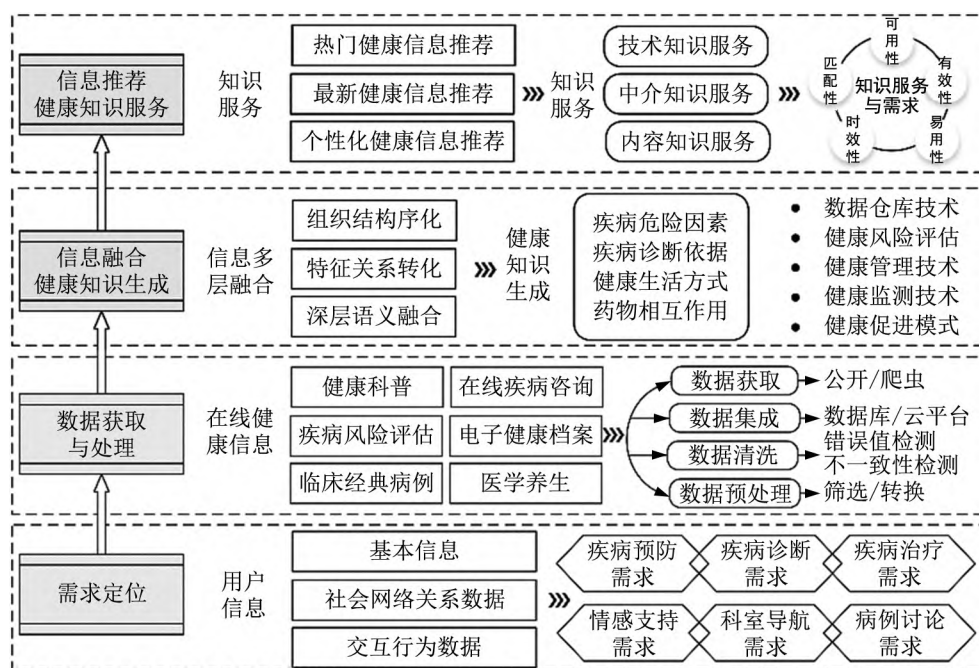 信息推荐
健康知识服务
知识
服务
热门健康信息推荐
最新健康信息推荐
个性化健康信息推荐
知识
服务
技术知识服务
中介知识服务
内容知识服务
可用性
匹配性
有效性
时效性
易用性
知识服务
与需求
信息融合
健康知识生成
信息多
层融合
组织结构序化
特征关系转化
深层语义融合
健康
知识
生成
疾病危险因素
疾病诊断依据
健康生活方式
药物相互作用
• 数据仓库技术
• 健康风险评估
• 健康管理技术
• 健康监测技术
• 健康促进模式
数据获取
与处理
在线健
康信息
健康科普
在线疾病咨询
疾病风险评估
电子健康档案
临床经典病例
医学养生
数据获取
公开/爬虫
数据集成
数据库/云平台
数据清洗
错误值检测
不一致性检测
数据预处理
筛选/转换
需求定位
用户
信息
基本信息
社会网络关系数据
交互行为数据
疾病预防
需求
疾病诊断
需求
疾病治疗
需求
情感支持
需求
科室导航
需求
病例讨论
需求